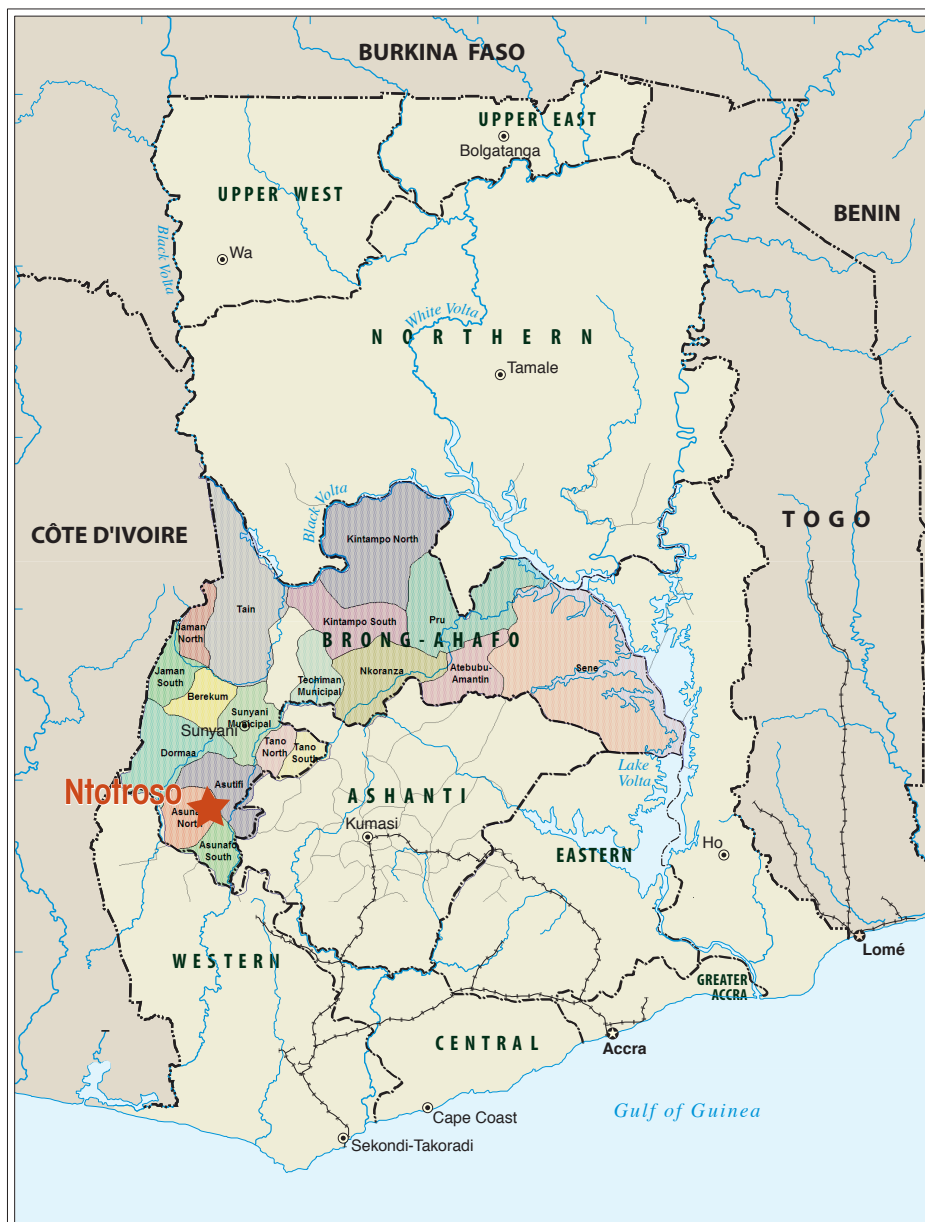 BURKINA FASO
UPPER EAST
Bolgatanga
UPPER WEST
BENIN
Black Volta
Wa
White Volta
NORTHERN
Tamale
Black Volta
CÔTE D'IVOIRE
TOGO
Kintampo North
Tain
Kintampo South
Pru
Jaman
North
BRONG-AHAFO
Jaman
South
Techiman
Municipal
Nkoranza
Atebubu-
Amantin
Sene
Berekum
Sunyani
Municipal
Sunyani
Tano
North
Tano
South
Dormaa
Lake
Volta
Asutifi
Ntotroso
ASHANTI
North
Kumasi
Asunafo
South
EASTERN
Ho
WESTERN
Lomé
GREATER
ACCRA
CENTRAL
Accra
Gulf of Guinea
Cape Coast
Sekondi-Takoradi